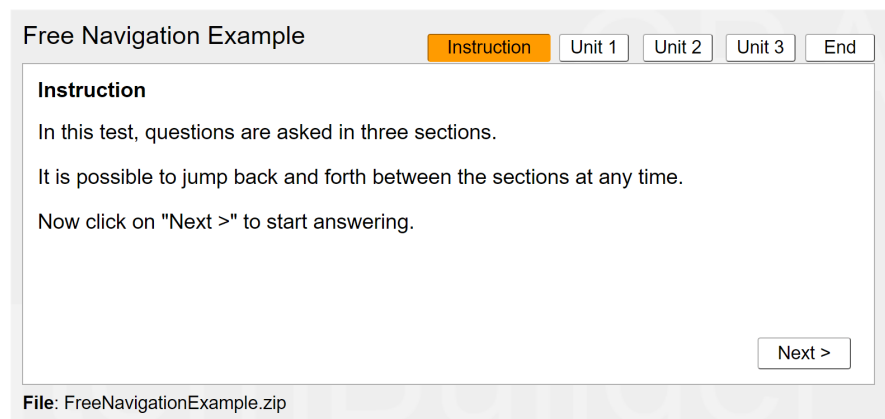 Free Navigation Example
Instruction Unit 1 Unit 2 Unit 3 End
Instruction
In this test, questions are asked in three sections.
It is possible to jump back and forth between the sections at any time.
Now click on "Next >" to start answering.
Next >
File: FreeNavigationExample.zip